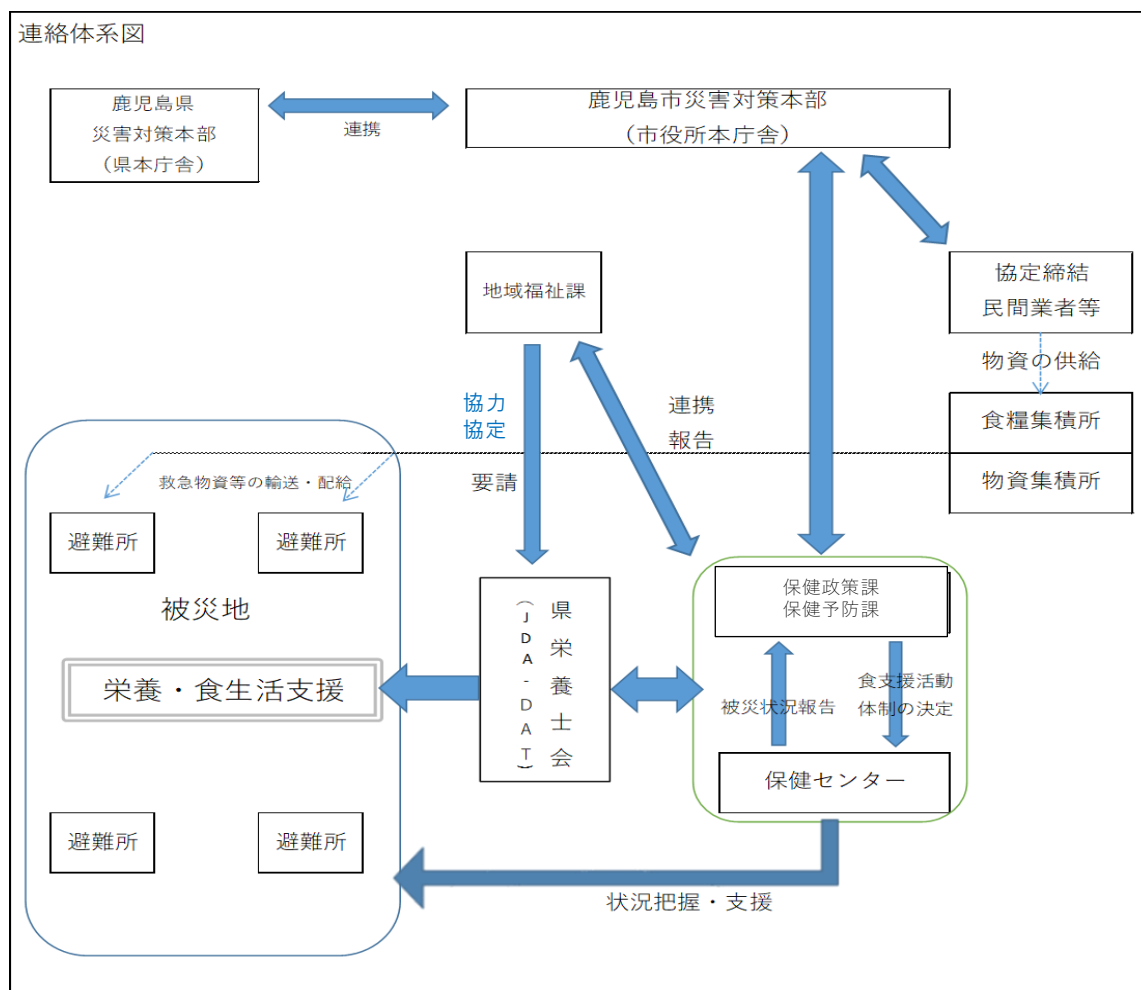 連絡体系図
鹿児島県
災害対策本部
（県本庁舎）
連携
鹿児島市災害対策本部
（市役所本庁舎）
地域福祉課
協定締結
民間業者等
物資の供給
協力
協定
連携
報告
食糧集積所
物資集積所
救急物資等の輸送・配給
要請
避難所
避難所
被災地
栄養・食生活支援
県栄養士会
（JDA-DAT）
保健政策課
保健予防課
被災状況報告
食支援活動
体制の決定
保健センター
避難所
避難所
状況把握・支援